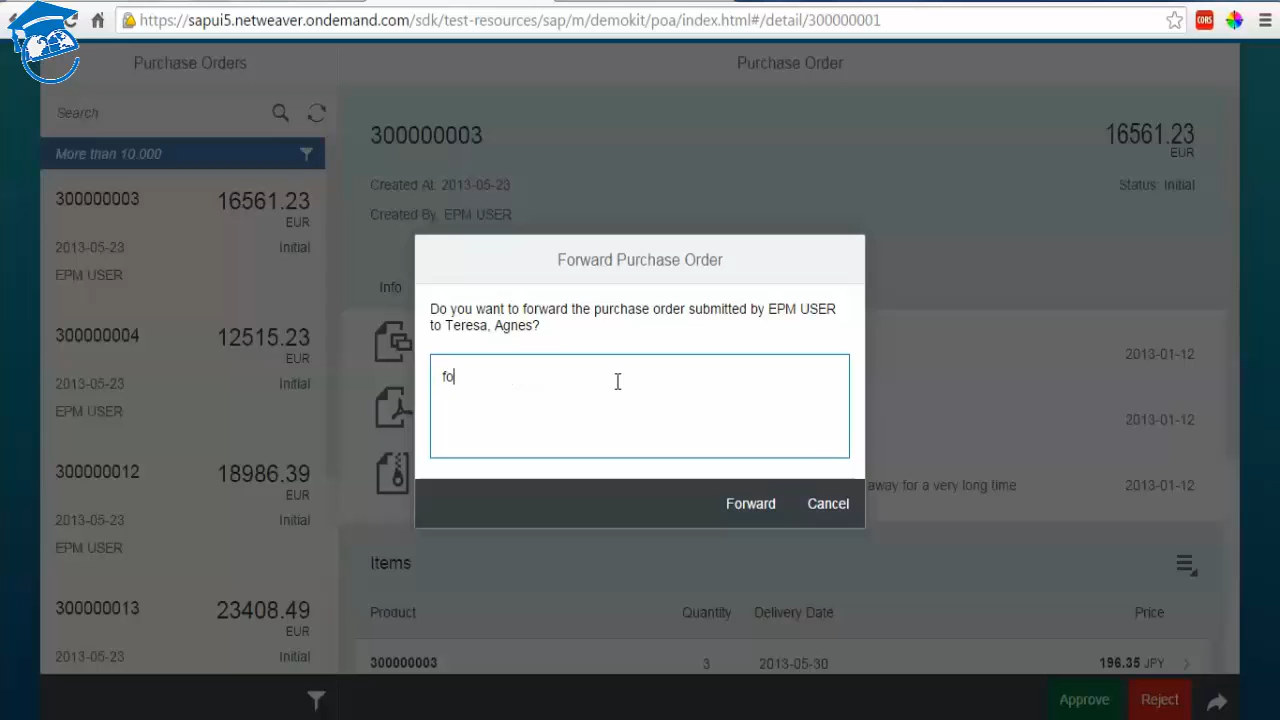 https://sapui5.netweaver.ondemand.com/sdk/test-resources/sap/m/demokit/poa/index.html#/detail/300000001
CORS
Purchase Orders
Purchase Order
Search
More than 10.000
300000003 16561.23
EUR
2013-05-23 Initial
EPM USER
300000004 12515.23
EUR
2013-05-23 Initial
EPM USER
300000012 18986.39
EUR
2013-05-23 Initial
EPM USER
300000013 23408.49
EUR
2013-05-23 Initial
300000003 16561.23
EUR
Created At: 2013-05-23 Status: Initial
Created By: EPM USER
Info
Forward Purchase Order
Do you want to forward the purchase order submitted by EPM USER
to Teresa, Agnes?
fo
Forward Cancel
2013-01-12
2013-01-12
away for a very long time 2013-01-12
Items
Product Quantity Delivery Date Price
300000003 3 2013-05-30 196.35 JPY
Approve Reject